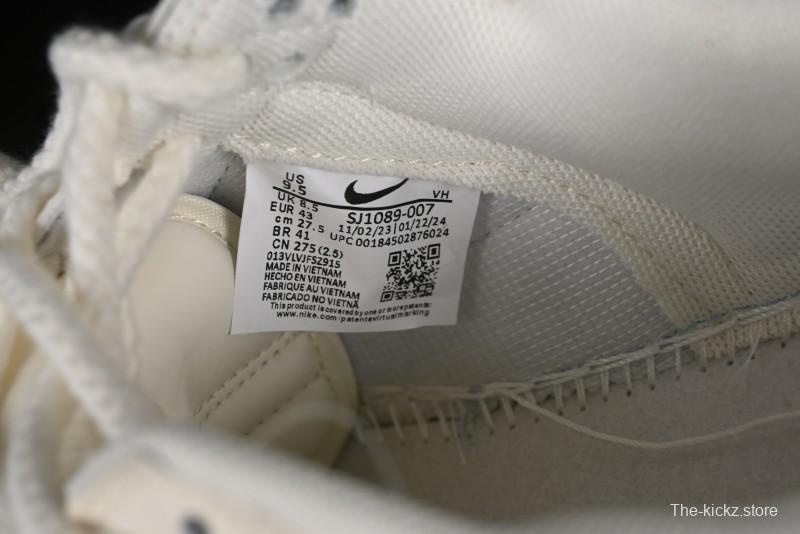 US
9.5
VH
UK 8.5
SJ1089-007
EUR 43
11/02/23|01/22/24
cm 27.5
UPC 00184502876024
BR 41
CN 275 (2.5)
013VLVJFSZ91S
MADE IN VIETNAM
HECHO EN VIETNAM
FABRIQUE AU VIETNAM
FABRICADO NO VIETNÃ
This product is covered by one or more patents:
www.nike.com/patentsvirtualmarking
The-kickz.store